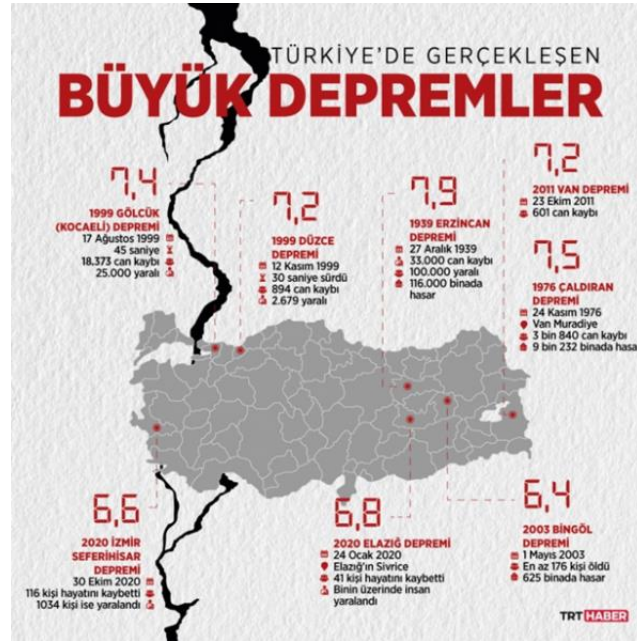 TÜRKİYE'DE GERÇEKLEŞEN
BÜYÜK DEPREMLER
7,4
1999 GÖLCÜK
(KOCAELİ) DEPREMİ
17 Ağustos 1999
45 saniye
18.373 can kaybı
25.000 yaralı
7,2
1999 DÜZCE
DEPREMİ
12 Kasım 1999
30 saniye sürdü
894 can kaybı
2.679 yaralı
7,9
1939 ERZİNCAN
DEPREMİ
27 Aralık 1939
33.000 can kaybı
100.000 yaralı
116.000 binada
hasar
7,2
2011 VAN DEPREMİ
23 Ekim 2011
601 can kaybı
7,5
1976 ÇALDIRAN
DEPREMİ
24 Kasım 1976
Van Muradiye
3 bin 840 can kaybı
9 bin 232 binada hasa
6,6
2020 İZMİR
SEFERİHİSAR
DEPREMİ
30 Ekim 2020
116 kişi hayatını kaybetti
1034 kişi ise yaralandı
6,8
2020 ELAZIĞ DEPREMİ
24 Ocak 2020
Elazığ'ın Sivrice
41 kişi hayatını kaybetti
Binin üzerinde insan
yaralandı
6,4
2003 BİNGÖL
DEPREMİ
1 Mayıs 2003
En az 176 kişi öldü
625 binada hasar
TRT HABER